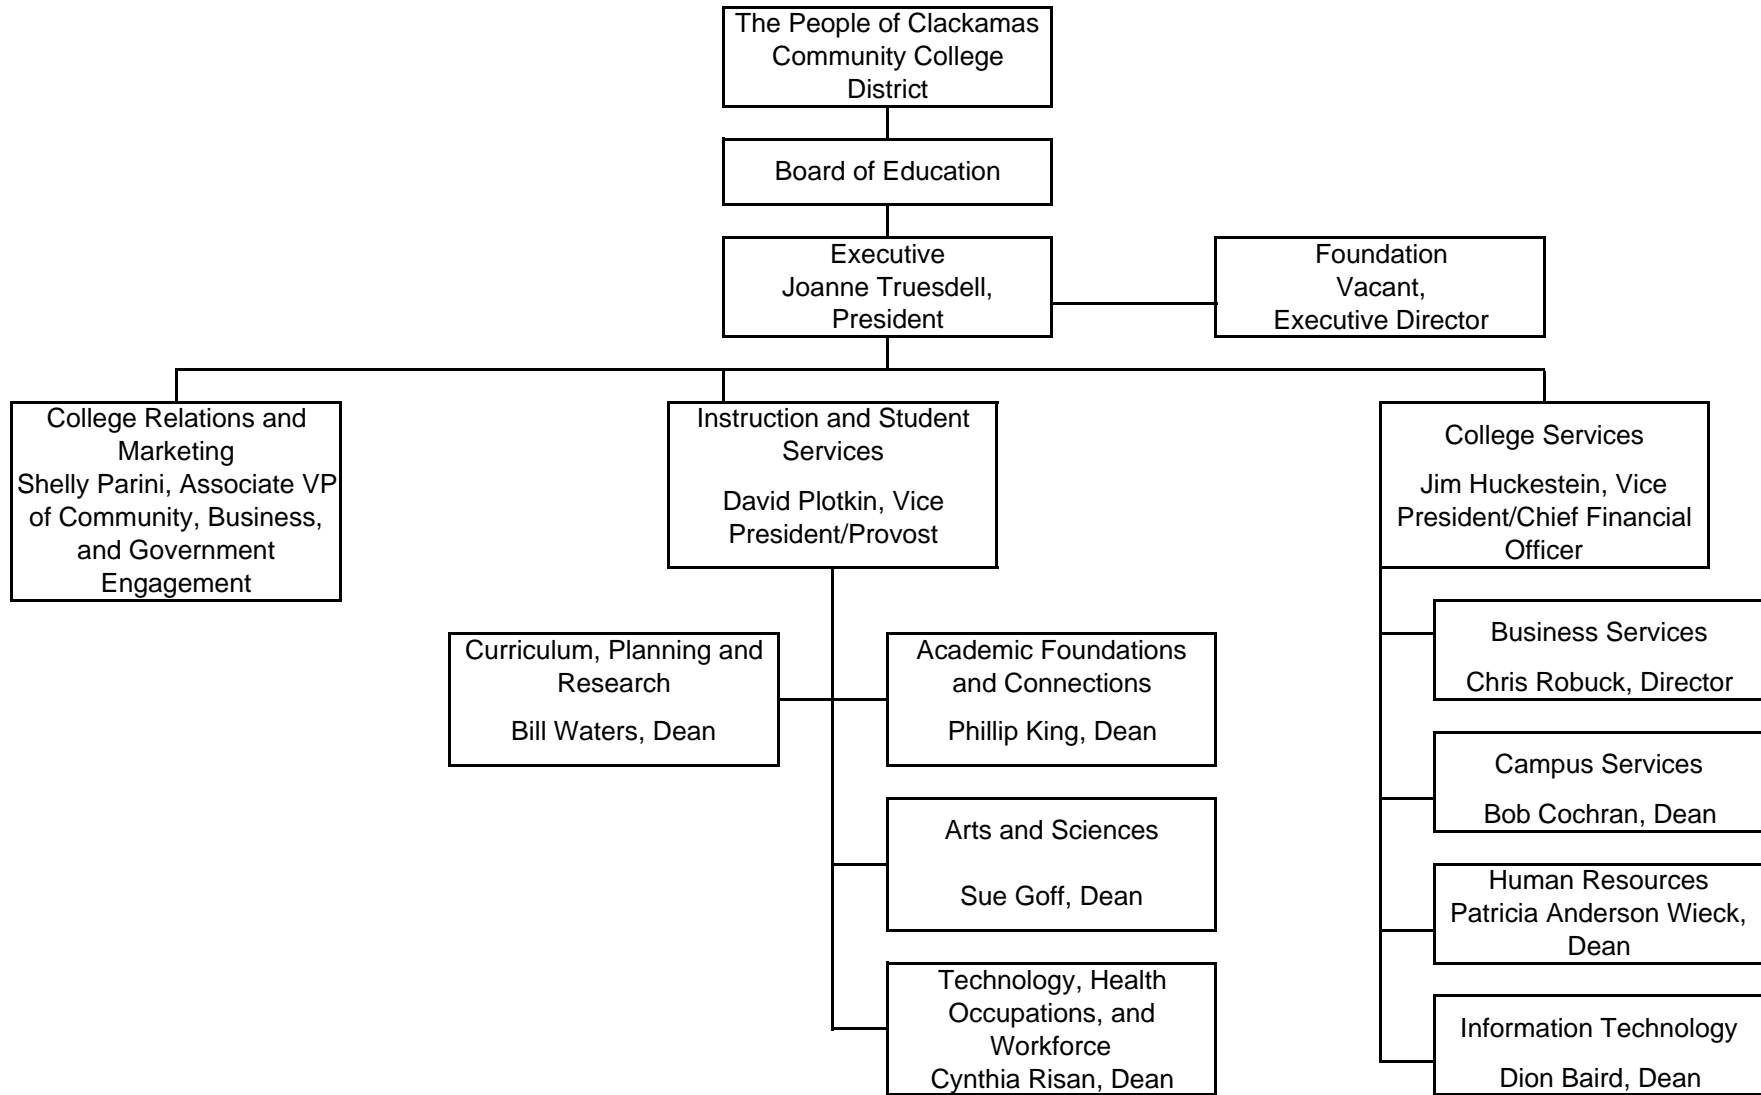 The People of Clackamas
Community College
District
Board of Education
Executive
Joanne Truesdell,
President
Foundation
Vacant,
Executive Director
College Relations and
Marketing
Shelly Parini, Associate VP
of Community, Business,
and Government
Engagement
Instruction and Student
Services
David Plotkin, Vice
President/Provost
College Services
Jim Huckestein, Vice
President/Chief Financial
Officer
Curriculum, Planning and
Research
Bill Waters, Dean
Academic Foundations
and Connections
Phillip King, Dean
Arts and Sciences
Sue Goff, Dean
Technology, Health
Occupations, and
Workforce
Cynthia Risan, Dean
Business Services
Chris Robuck, Director
Campus Services
Bob Cochran, Dean
Human Resources
Patricia Anderson Wieck,
Dean
Information Technology
Dion Baird, Dean